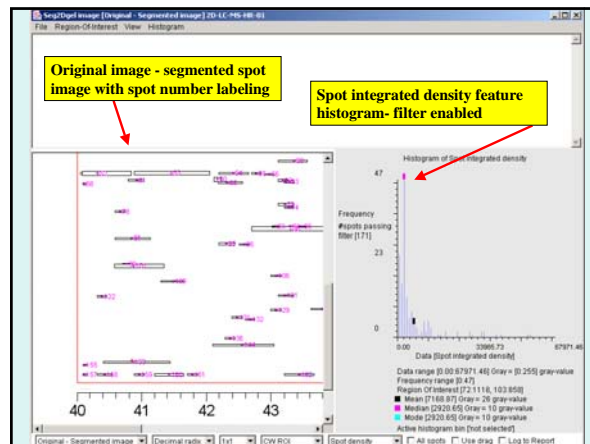 Seg2Dgel image [Original - Segmented image] 2D-LC-MS-HR-01
File Region-Of-Interest View Histogram
Original image - segmented spot
image with spot number labeling
Spot integrated density feature
histogram- filter enabled
Histogram of Spot integrated density
47
Frequency
#spots passing
filter [171]
23
0
0.00 33985.73 67971.46
Data [Spot integrated density]
40 41 42 43
Data range [0.00:67971.46] Gray = [0.255] gray-value
Frequency range [0:47]
Region Of Interest [72.1118, 103:858]
Mean [7168.87] Gray = 26 gray-value
Median [2920.65] Gray = 10 gray-value
Mode [2920.65] Gray = 10 gray-value
Active histogram bin [*not selected*]
Original - Segmented image Decimal radix 1x1 CW ROI Spot density All spots Use drag Log to Report